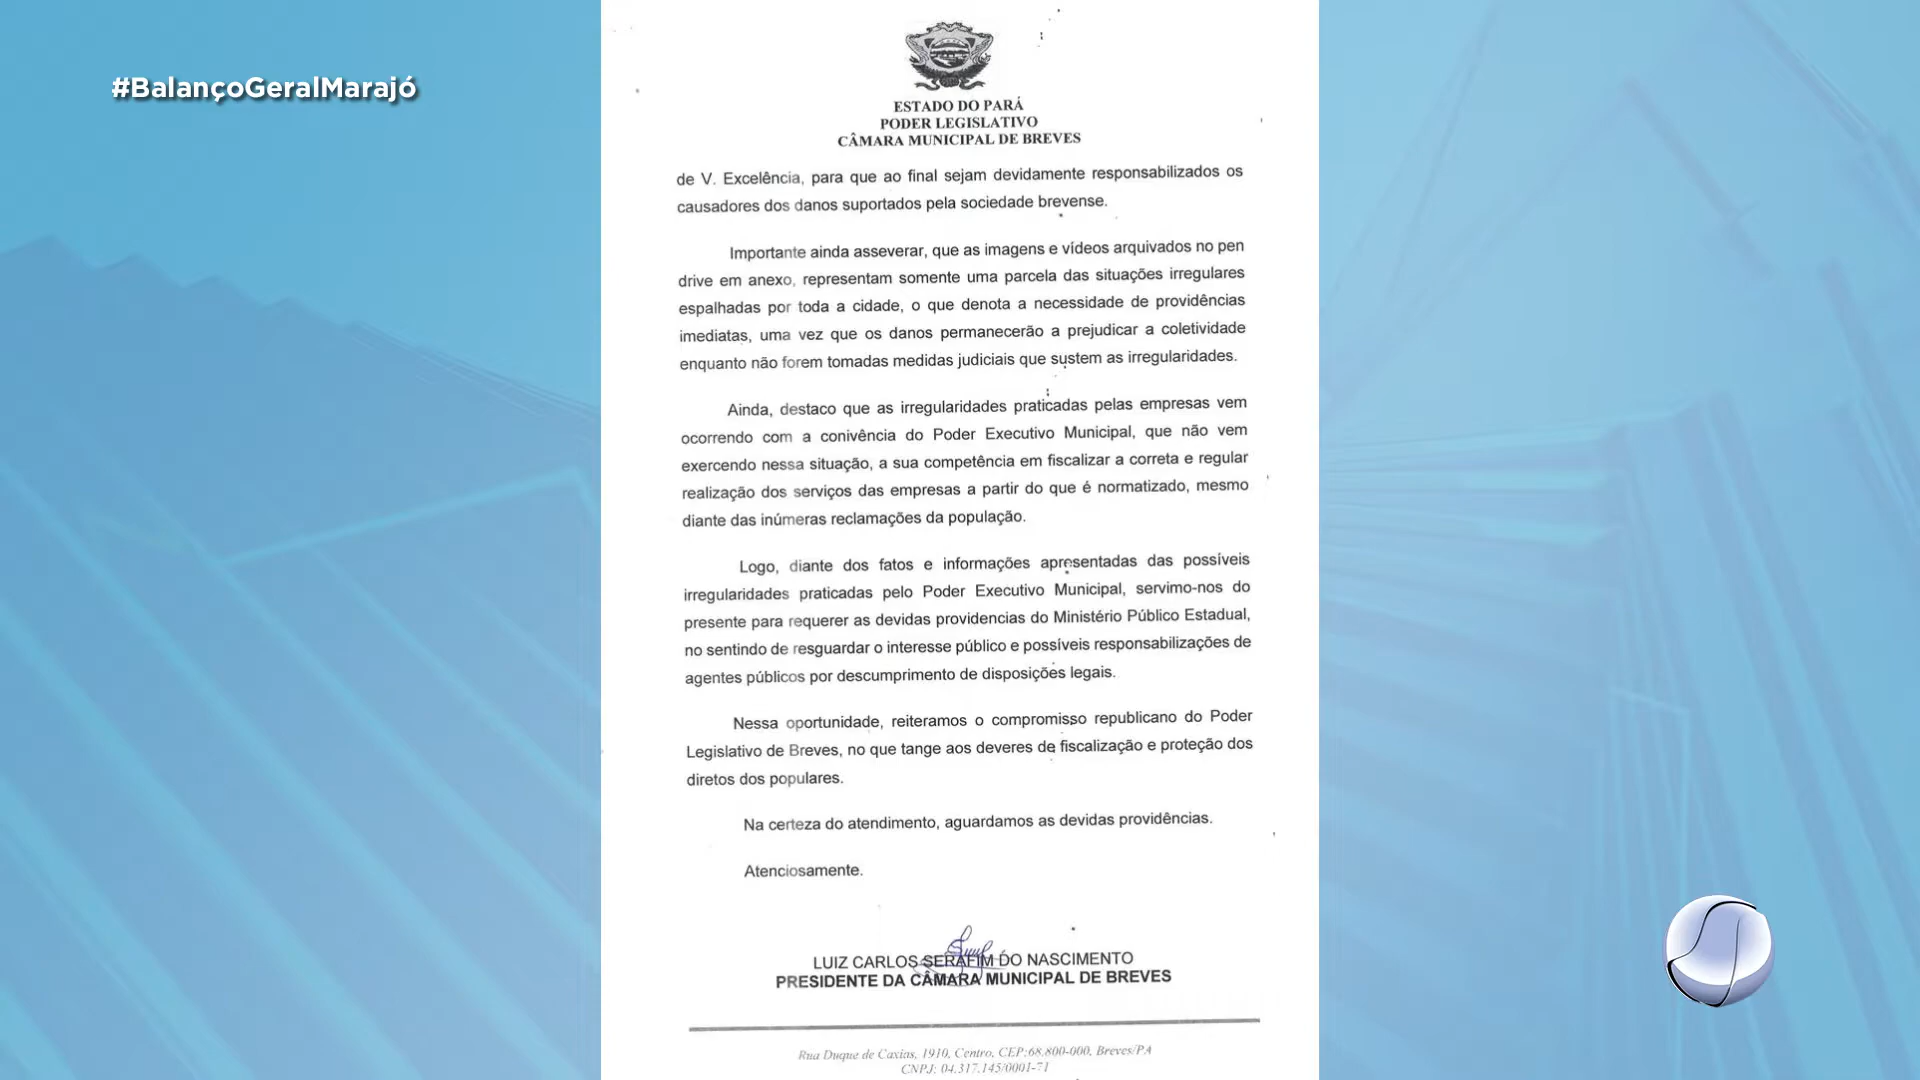 #BalançoGeralMarajó
ESTADO DO PARÁ
PODER LEGISLATIVO
CÂMARA MUNICIPAL DE BREVES
de V. Excelência, para que ao final sejam devidamente responsabilizados os
causadores dos danos suportados pela sociedade brevense.
Importante ainda asseverar, que as imagens e vídeos arquivados no pen
drive em anexo, representam somente uma parcela das situações irregulares
espalhadas por toda a cidade, o que denota a necessidade de providências
imediatas, uma vez que os danos permanecerão a prejudicar a coletividade
enquanto não forem tomadas medidas judiciais que sustem as irregularidades.
Ainda, destaco que as irregularidades praticadas pelas empresas vem
ocorrendo com a conivência do Poder Executivo Municipal, que não vem
exercendo nessa situação, a sua competência em fiscalizar a correta e regular
realização dos serviços das empresas a partir do que é normatizado, mesmo
diante das inúmeras reclamações da população.
Logo, diante dos fatos e informações apresentadas das possíveis
irregularidades praticadas pelo Poder Executivo Municipal, servimo-nos do
presente para requerer as devidas providencias do Ministério Público Estadual,
no sentido de resguardar o interesse público e possíveis responsabilizações de
agentes públicos por descumprimento de disposições legais.
Nessa oportunidade, reiteramos o compromisso republicano do Poder
Legislativo de Breves, no que tange aos deveres de fiscalização e proteção dos
diretos dos populares.
Na certeza do atendimento, aguardamos as devidas providências.
Atenciosamente.
LUIZ CARLOS SERAFIM DO NASCIMENTO
PRESIDENTE DA CÂMARA MUNICIPAL DE BREVES
Rua Duque de Caxias, 1910, Centro, CEP:68.800-000, Breves/PA
CNPJ: 04.317.145/0001-71